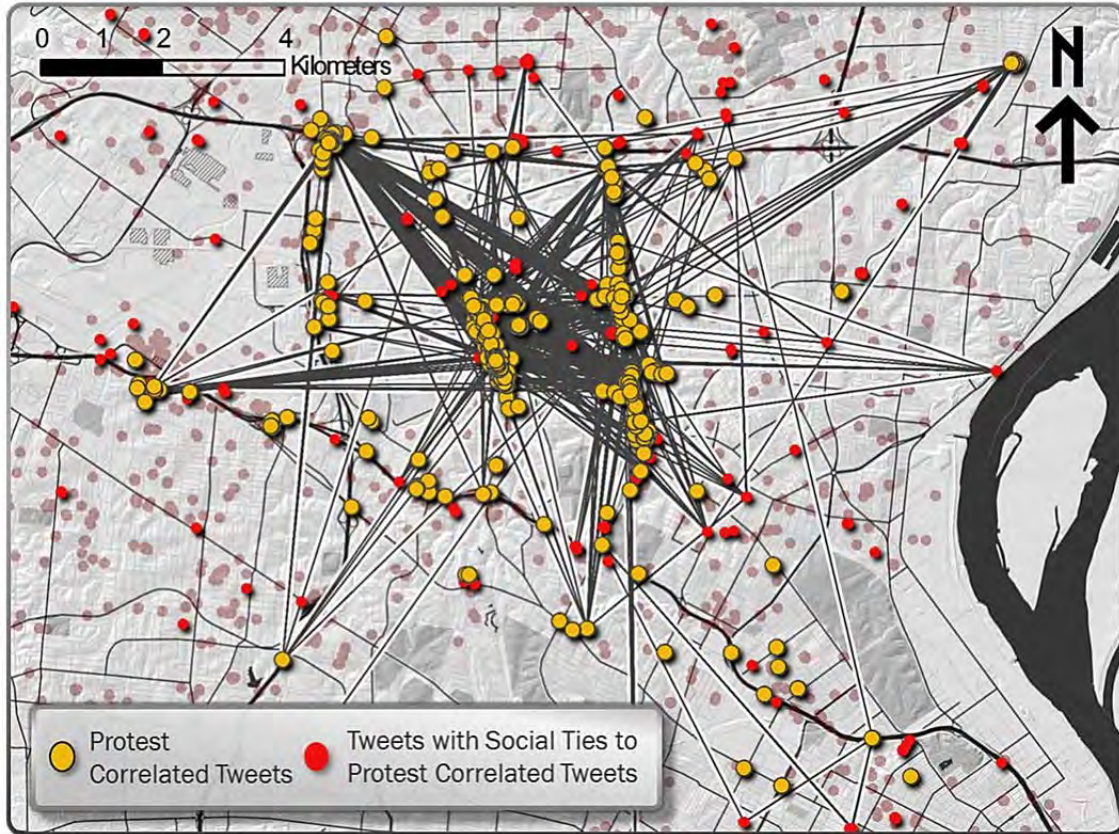 0 1 2 4
Kilometers
N
Protest
Correlated Tweets
Tweets with Social Ties to
Protest Correlated Tweets